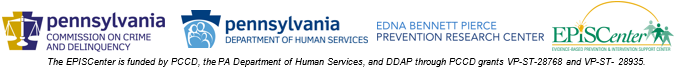 pennsylvania
COMMISSION ON CRIME
AND DELINQUENCY
pennsylvania
DEPARTMENT OF HUMAN SERVICES
EDNA BENNETT PIERCE
PREVENTION RESEARCH CENTER
EPISCenter
EVIDENCE-BASED PREVENTION & INTERVENTION SUPPORT CENTER
The EPISCenter is funded by PCCD, the PA Department of Human Services, and DDAP through PCCD grants VP-ST-28768 and VP-ST- 28935.